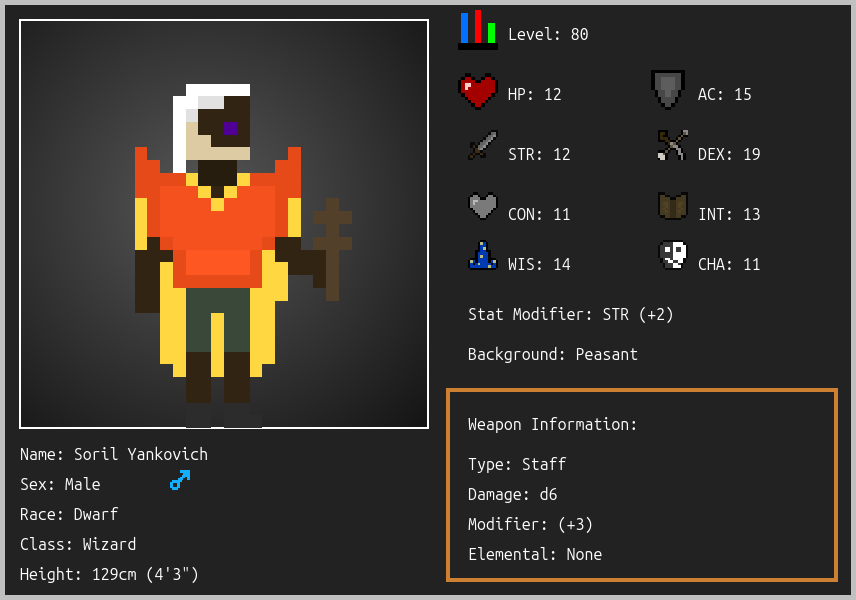 Level: 80
HP: 12
AC: 15
STR: 12
DEX: 19
CON: 11
INT: 13
WIS: 14
CHA: 11
Stat Modifier: STR (+2)
Background: Peasant
Weapon Information:
Type: Staff
Damage: d6
Modifier: (+3)
Elemental: None
Name: Soril Yankovich
Sex: Male
Race: Dwarf
Class: Wizard
Height: 129cm (4'3")